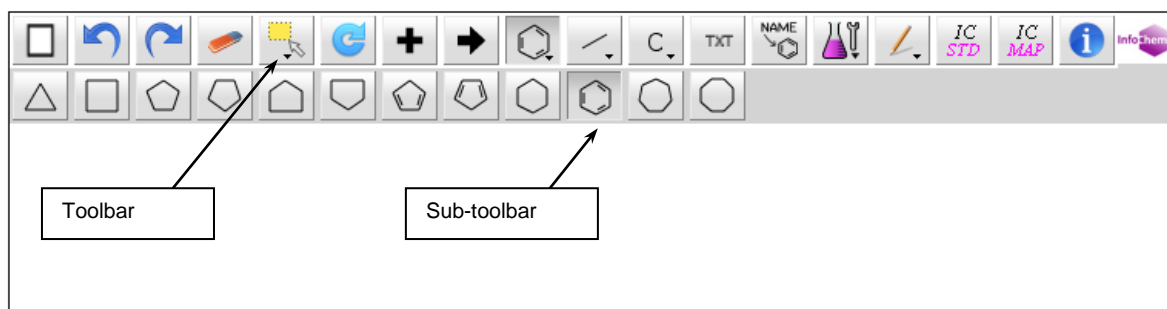 C
TXT
NAME
IC
STD
IC
MAP
i
InfoChem
Toolbar
Sub-toolbar